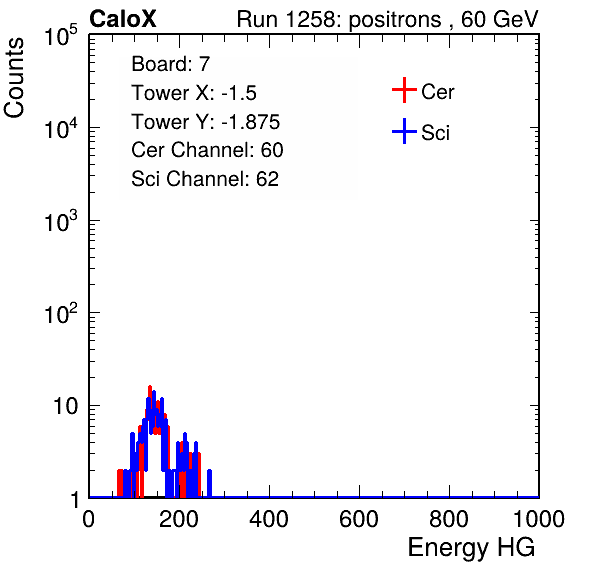 CaloX Run 1258: positrons , 60 GeV
Counts
Board: 7
Tower X: -1.5
Tower Y: -1.875
Cer Channel: 60
Sci Channel: 62
Cer
Sci
10^5
10^4
10^3
10^2
10
1
0 200 400 600 800 1000
Energy HG